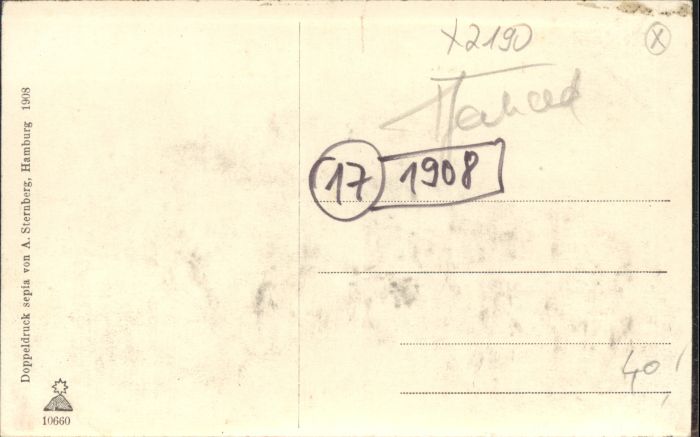 Doppeldruck sepia von A. Sternberg, Hamburg 1908
10660
x2190
x
17 1908
40,